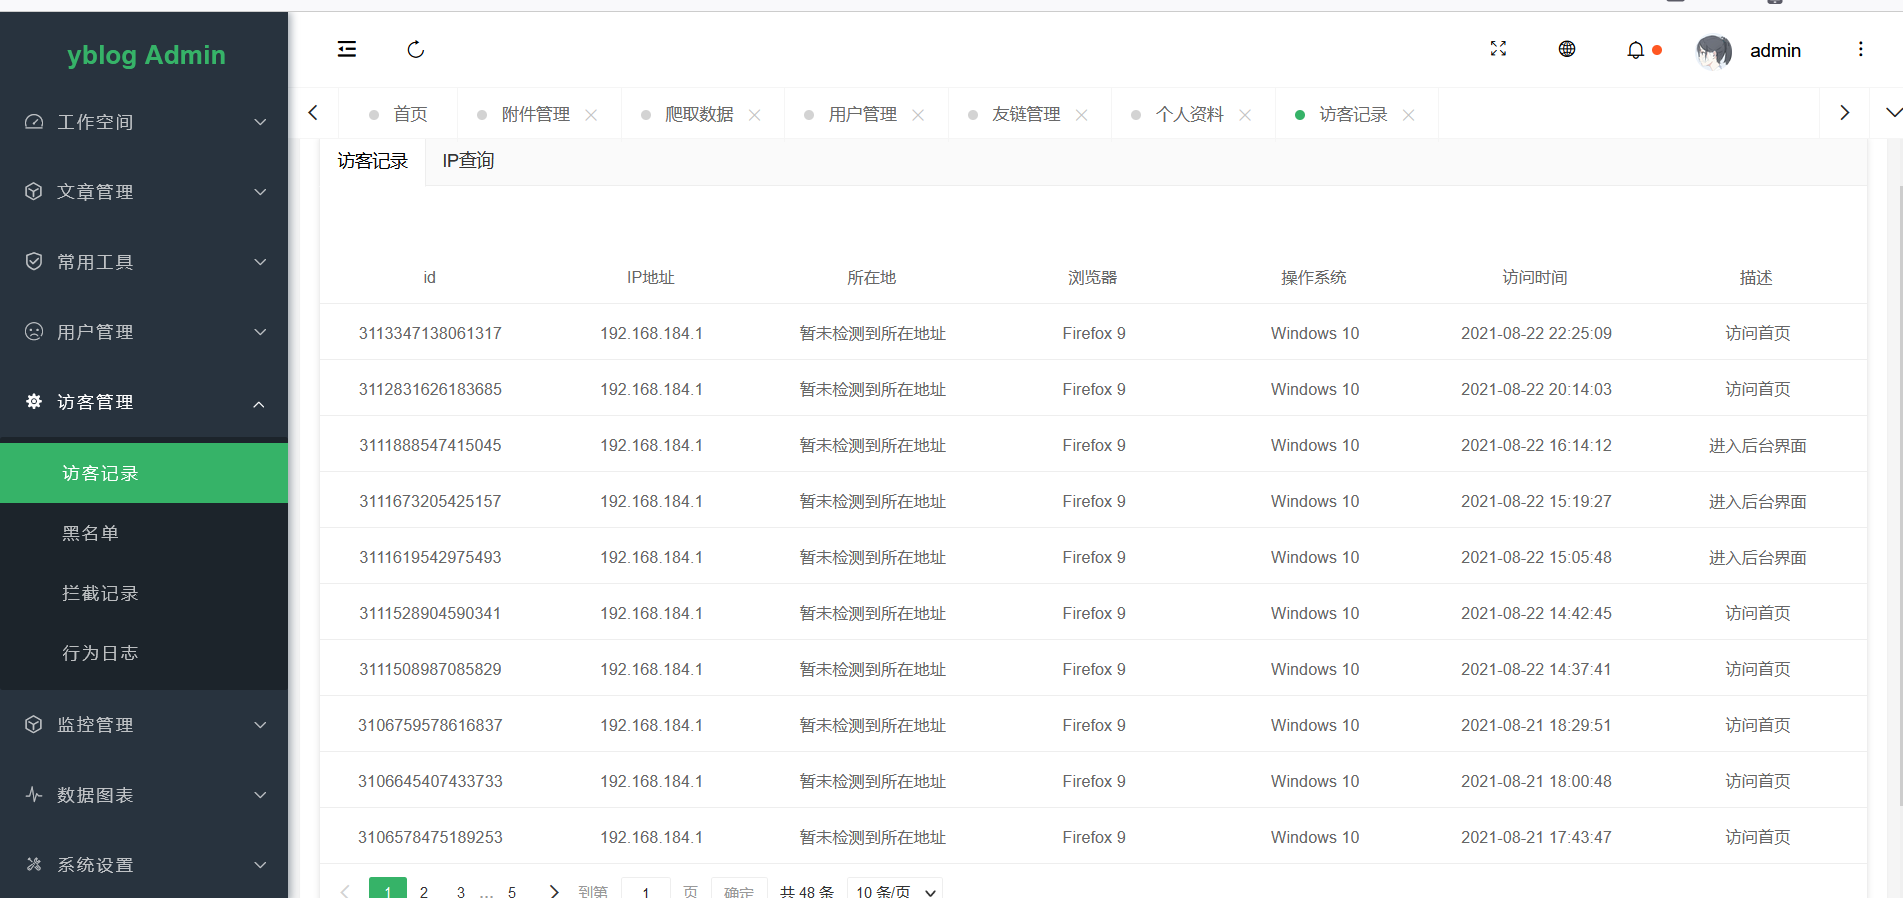 yblog Admin
工作空间
文章管理
常用工具
用户管理
访客管理
访客记录
黑名单
拦截记录
行为日志
监控管理
数据图表
系统设置
admin
首页 附件管理 爬取数据 用户管理 友链管理 个人资料 访客记录
访客记录 IP查询
id IP地址 所在地 浏览器 操作系统 访问时间 描述
3113347138061317 192.168.184.1 暂未检测到所在地址 Firefox 9 Windows 10 2021-08-22 22:25:09 访问首页
3112831626183685 192.168.184.1 暂未检测到所在地址 Firefox 9 Windows 10 2021-08-22 20:14:03 访问首页
3111888547415045 192.168.184.1 暂未检测到所在地址 Firefox 9 Windows 10 2021-08-22 16:14:12 进入后台界面
3111673205425157 192.168.184.1 暂未检测到所在地址 Firefox 9 Windows 10 2021-08-22 15:19:27 进入后台界面
3111619542975493 192.168.184.1 暂未检测到所在地址 Firefox 9 Windows 10 2021-08-22 15:05:48 进入后台界面
3111528904590341 192.168.184.1 暂未检测到所在地址 Firefox 9 Windows 10 2021-08-22 14:42:45 访问首页
3111508987085829 192.168.184.1 暂未检测到所在地址 Firefox 9 Windows 10 2021-08-22 14:37:41 访问首页
3106759578616837 192.168.184.1 暂未检测到所在地址 Firefox 9 Windows 10 2021-08-21 18:29:51 访问首页
3106645407433733 192.168.184.1 暂未检测到所在地址 Firefox 9 Windows 10 2021-08-21 18:00:48 访问首页
3106578475189253 192.168.184.1 暂未检测到所在地址 Firefox 9 Windows 10 2021-08-21 17:43:47 访问首页
1 2 3 … 5 到第 1 页 确定 共 48 条 10 条/页